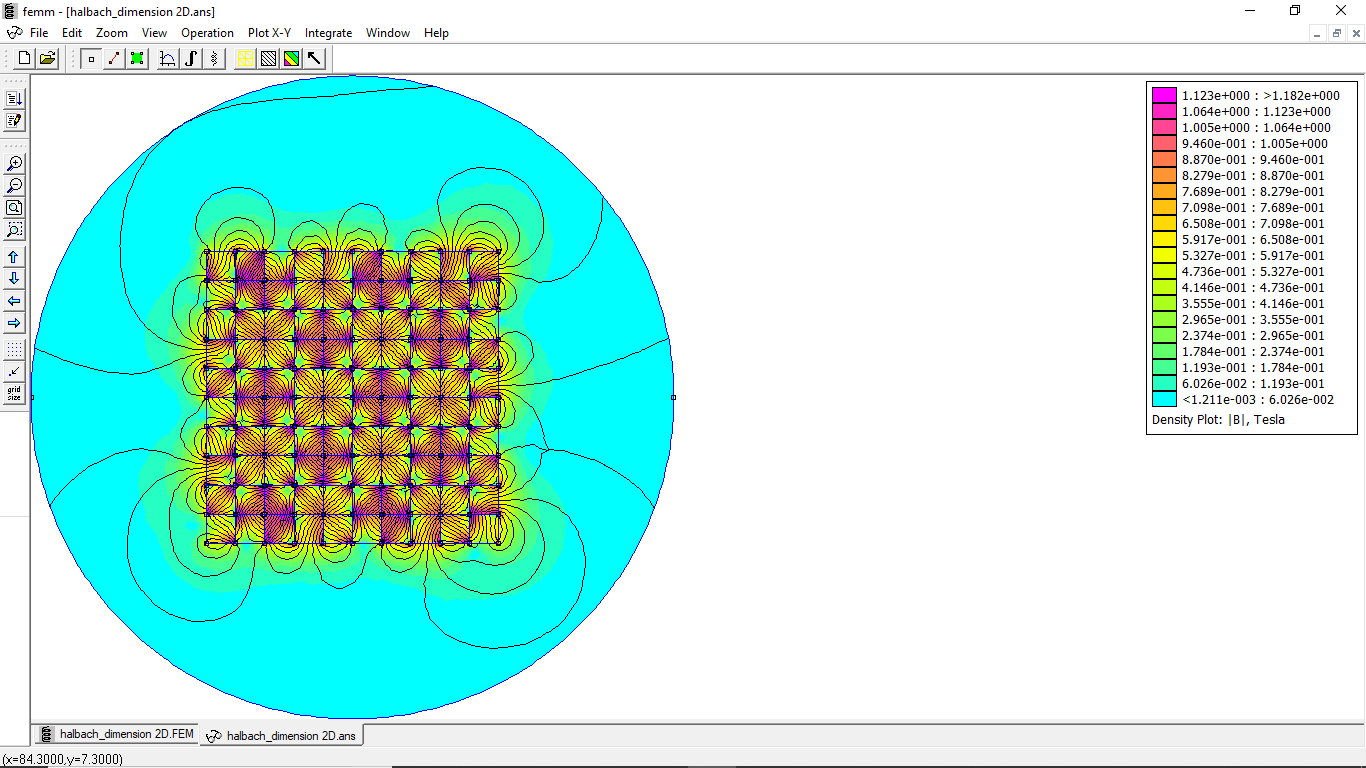 femm - [halbach_dimension 2D.ans]
File Edit Zoom View Operation Plot X-Y Integrate Window Help
1.123e+000 : >1.182e+000
1.064e+000 : 1.123e+000
1.005e+000 : 1.064e+000
9.460e-001 : 1.005e+000
8.870e-001 : 9.460e-001
8.279e-001 : 8.870e-001
7.689e-001 : 8.279e-001
7.098e-001 : 7.689e-001
6.508e-001 : 7.098e-001
5.917e-001 : 6.508e-001
5.327e-001 : 5.917e-001
4.736e-001 : 5.327e-001
4.146e-001 : 4.736e-001
3.555e-001 : 4.146e-001
2.965e-001 : 3.555e-001
2.374e-001 : 2.965e-001
1.784e-001 : 2.374e-001
1.193e-001 : 1.784e-001
6.026e-002 : 1.193e-001
<1.211e-003 : 6.026e-002
Density Plot: |B|, Tesla
grid
size
halbach_dimension 2D.FEM
halbach_dimension 2D.ans
(x=84.3000,y=7.3000)